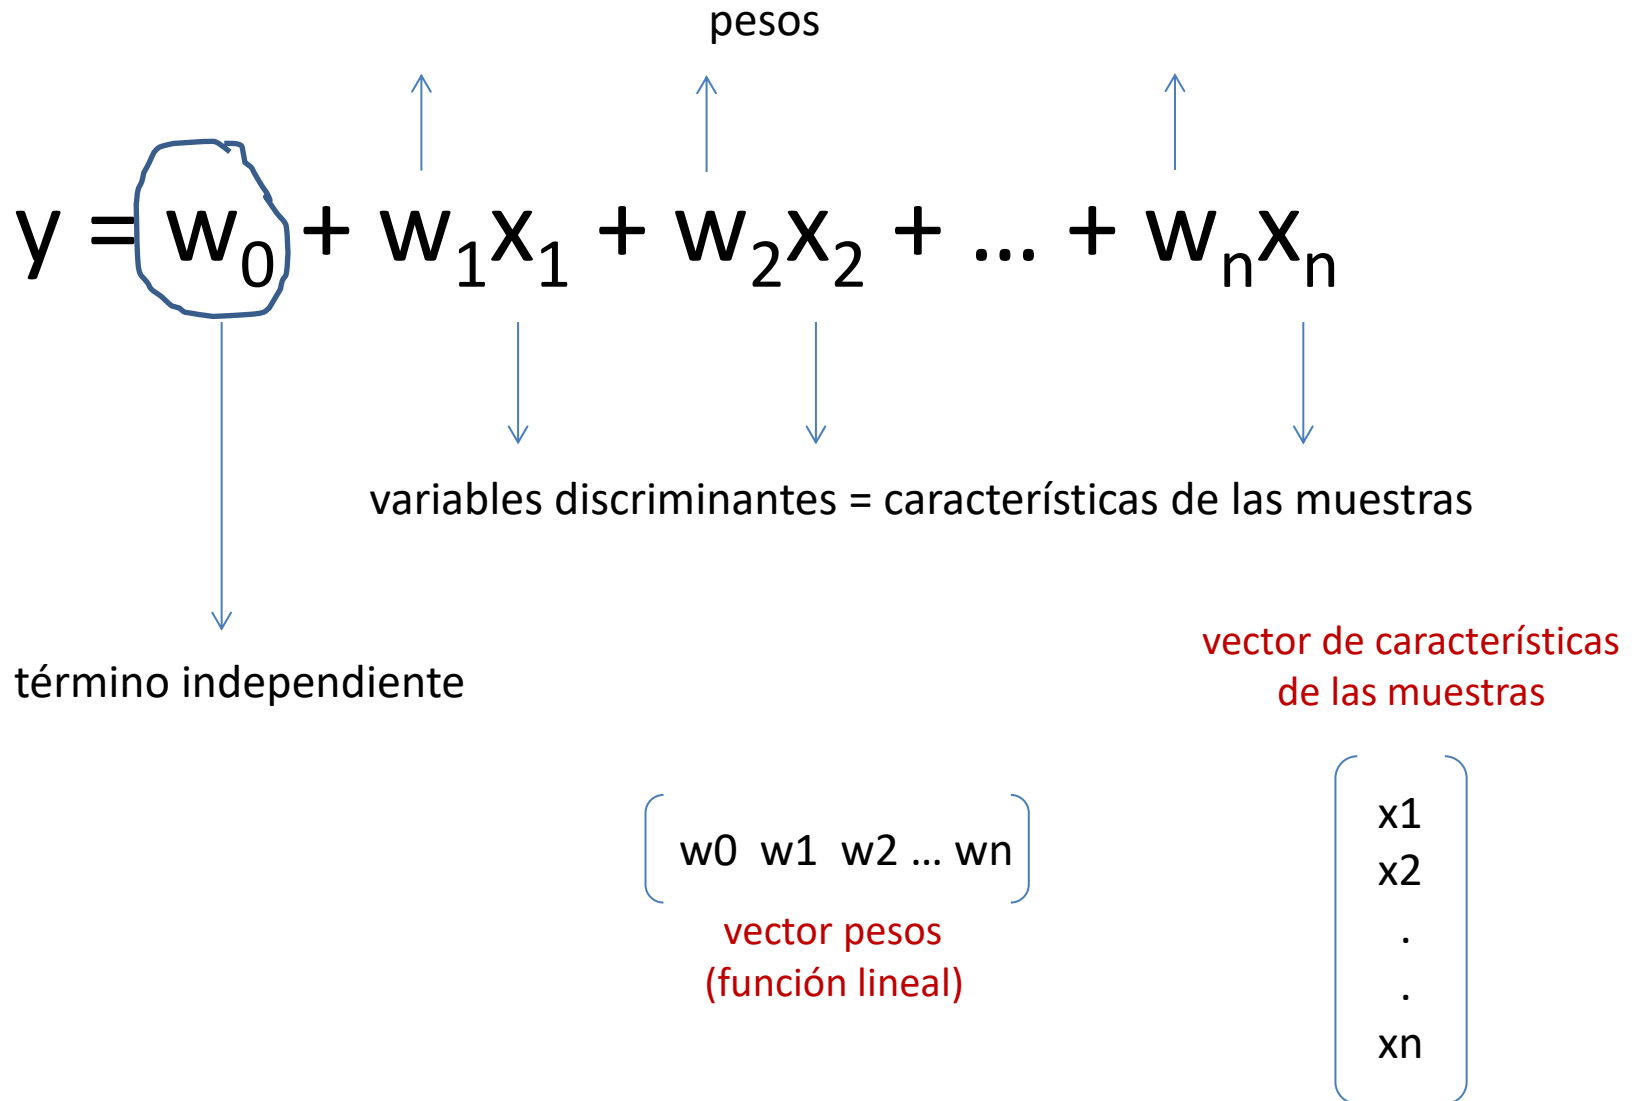 pesos
y = w₀ + w₁x₁ + w₂x₂ + ... + wₙxₙ
variables discriminantes = características de las muestras
término independiente
vector de características
de las muestras
w0 w1 w2 ... wn
vector pesos
(función lineal)
x1
x2
.
.
xn